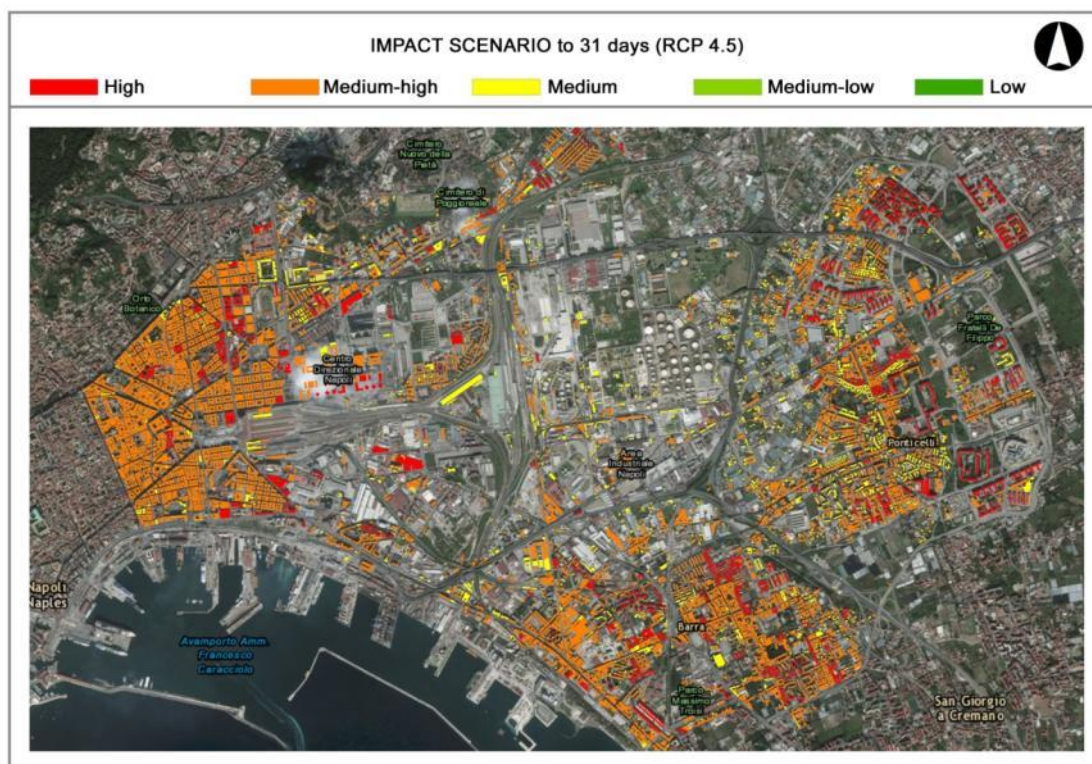 IMPACT SCENARIO to 31 days (RCP 4.5)
High
Medium-high
Medium
Medium-low
Low
Cimitero
Nuovo della
Pietà
Cimitero di
Poggioreale
Orto
Botanico
Centro
Direzionale
Napoli
Parco
Fratelli De
Filippo
Ponticelli
Area
Industriale
Napoli
Napoli
Naples
Barra
Avamporto Amm.
Francesco
Caracciolo
Parco
Massimo
Troisi
San Giorgio
a Cremano